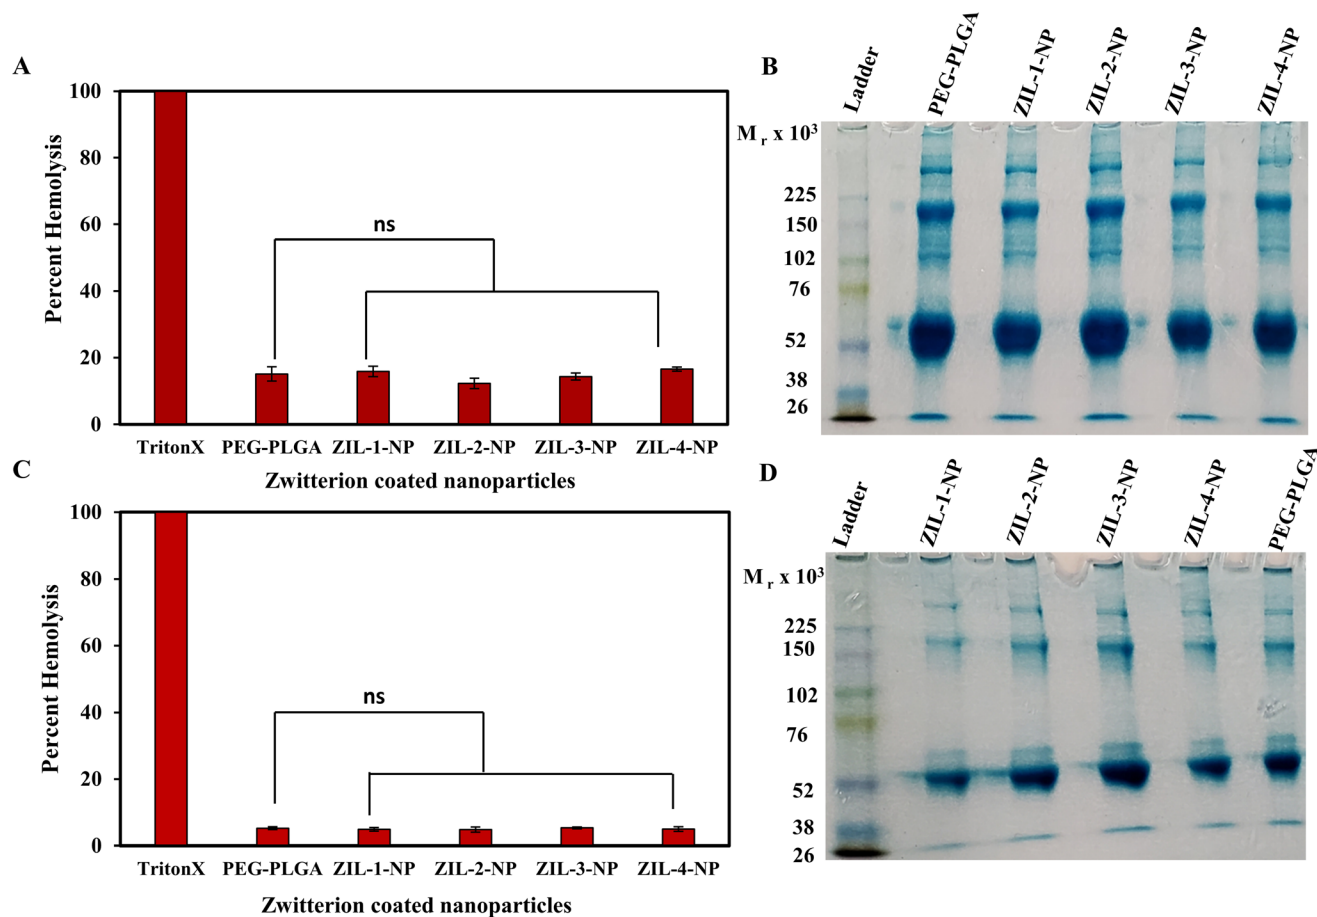 A
Percent Hemolysis
100
80
60
40
20
0
ns
TritonX PEG-PLGA ZIL-1-NP ZIL-2-NP ZIL-3-NP ZIL-4-NP
Zwitterion coated nanoparticles
B
Ladder PEG-PLGA ZIL-1-NP ZIL-2-NP ZIL-3-NP ZIL-4-NP
Mr x 10³
225
150
102
76
52
38
26
C
Percent Hemolysis
100
80
60
40
20
0
ns
TritonX PEG-PLGA ZIL-1-NP ZIL-2-NP ZIL-3-NP ZIL-4-NP
Zwitterion coated nanoparticles
D
Ladder ZIL-1-NP ZIL-2-NP ZIL-3-NP ZIL-4-NP PEG-PLGA
Mr x 10³
225
150
102
76
52
38
26